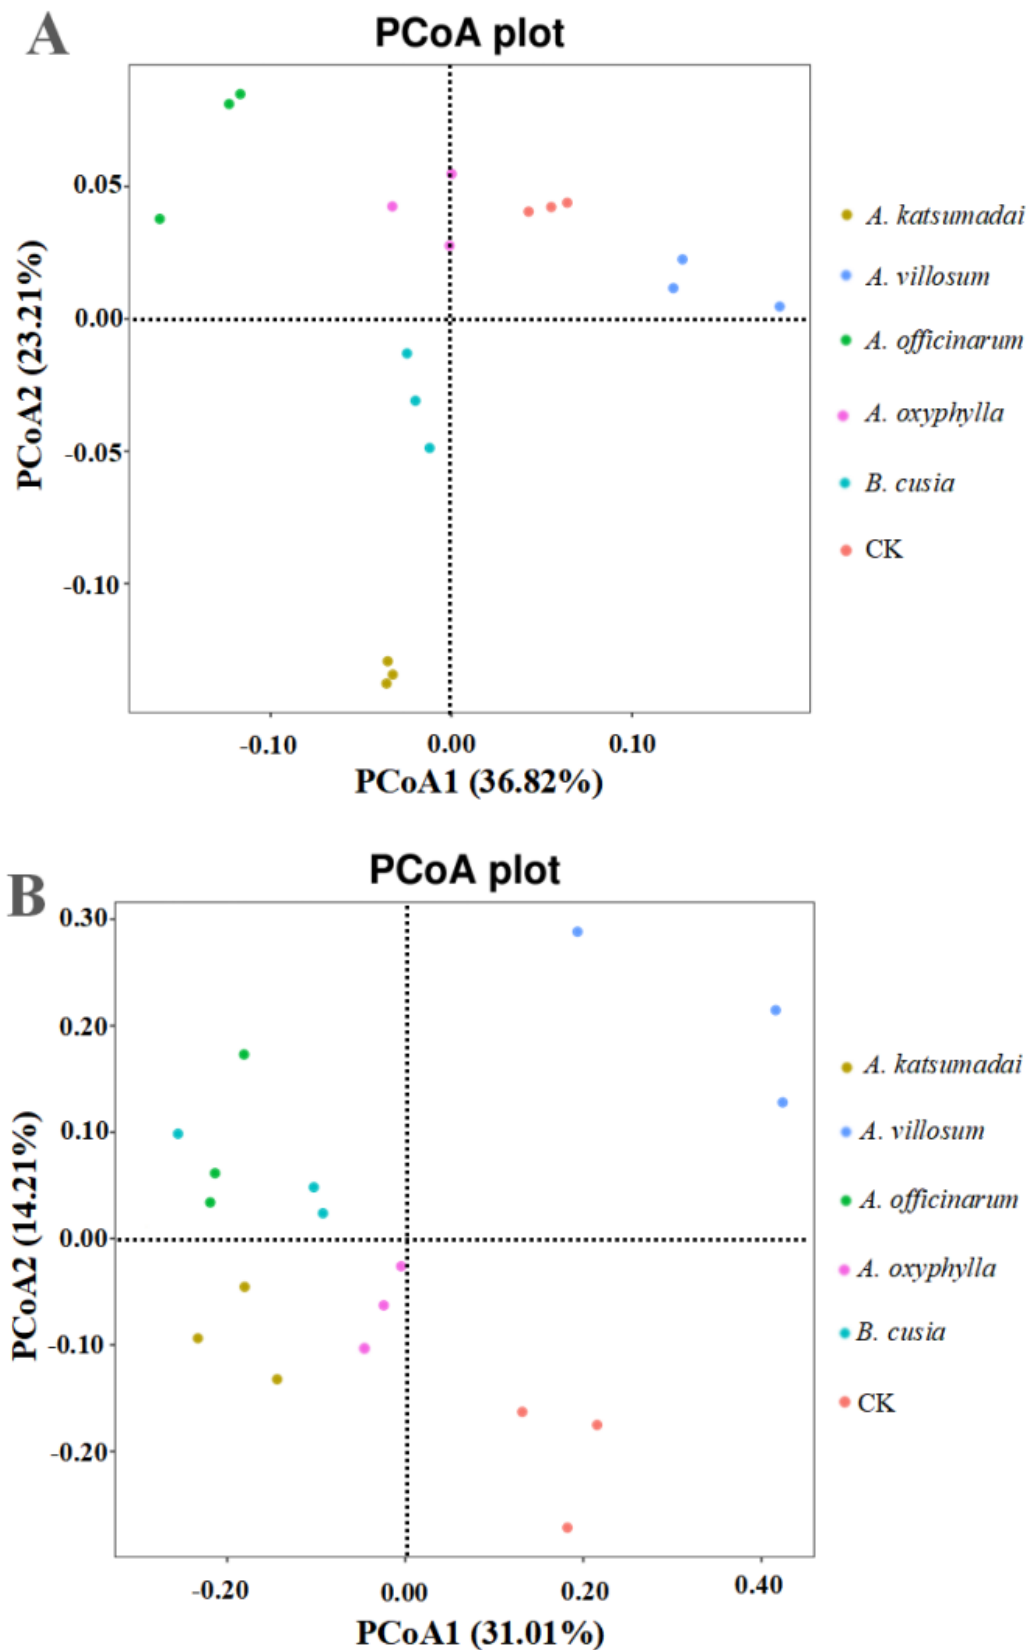 A
PCoA plot
0.05
0.00
-0.05
-0.10
PCoA2 (23.21%)
-0.10 0.00 0.10
PCoA1 (36.82%)
A. katsumadai
A. villosum
A. officinarum
A. oxyphylla
B. cusia
CK
B
PCoA plot
0.30
0.20
0.10
0.00
-0.10
-0.20
PCoA2 (14.21%)
-0.20 0.00 0.20 0.40
PCoA1 (31.01%)
A. katsumadai
A. villosum
A. officinarum
A. oxyphylla
B. cusia
CK